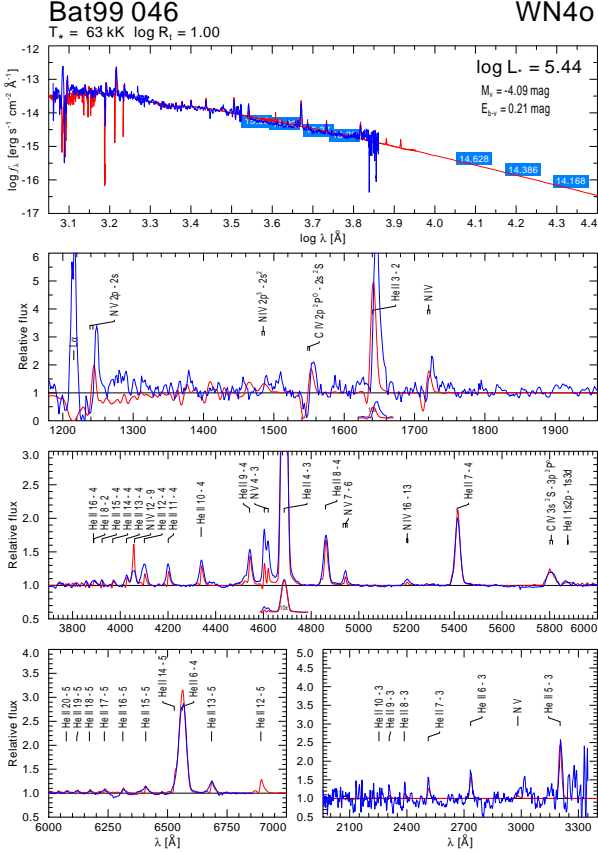 Bat99 046 WN4o
T* = 63 kK log Rt = 1.00
log L* = 5.44
Mv = -4.09 mag
Eb-v = 0.21 mag
log fλ [erg s⁻¹ cm⁻² Å⁻¹]
-12
-13
-14
-15
-16
-17
14.628
14.386
14.168
3.1 3.2 3.3 3.4 3.5 3.6 3.7 3.8 3.9 4.0 4.1 4.2 4.3 4.4
log λ [Å]
Relative flux
6
5
4
3
2
1
0
Lα
N V 2p - 2s
N IV 2p³ - 2s²
C IV 2p ²P⁰ - 2s ²S
He II 3 - 2
N IV
1200 1300 1400 1500 1600 1700 1800 1900
Relative flux
3.0
2.5
2.0
1.5
1.0
0.5
He II 16 - 4
He I 8 - 2
He II 15 - 4
He II 14 - 4
He II 13 - 4
N IV 12 - 9
He II 12 - 4
He II 11 - 4
He II 10 - 4
He II 9 - 4
N V 4 - 3
He II 4 - 3
He II 8 - 4
N V 7 - 6
N IV 16 - 13
He II 7 - 4
C IV 3s ²S - 3p ²P⁰
He I 1s2p - 1s3d
10x
3800 4000 4200 4400 4600 4800 5000 5200 5400 5600 5800 6000
Relative flux
4.0
3.5
3.0
2.5
2.0
1.5
1.0
0.5
He II 20 - 5
He II 19 - 5
He II 18 - 5
He II 17 - 5
He II 16 - 5
He II 15 - 5
He II 14 - 5
He II 6 - 4
He II 13 - 5
He II 12 - 5
6000 6250 6500 6750 7000
λ [Å]
5.0
4.5
4.0
3.5
3.0
2.5
2.0
1.5
1.0
0.5
He II 10 - 3
He II 9 - 3
He II 8 - 3
He II 7 - 3
He II 6 - 3
N V
He II 5 - 3
2100 2400 2700 3000 3300
λ [Å]